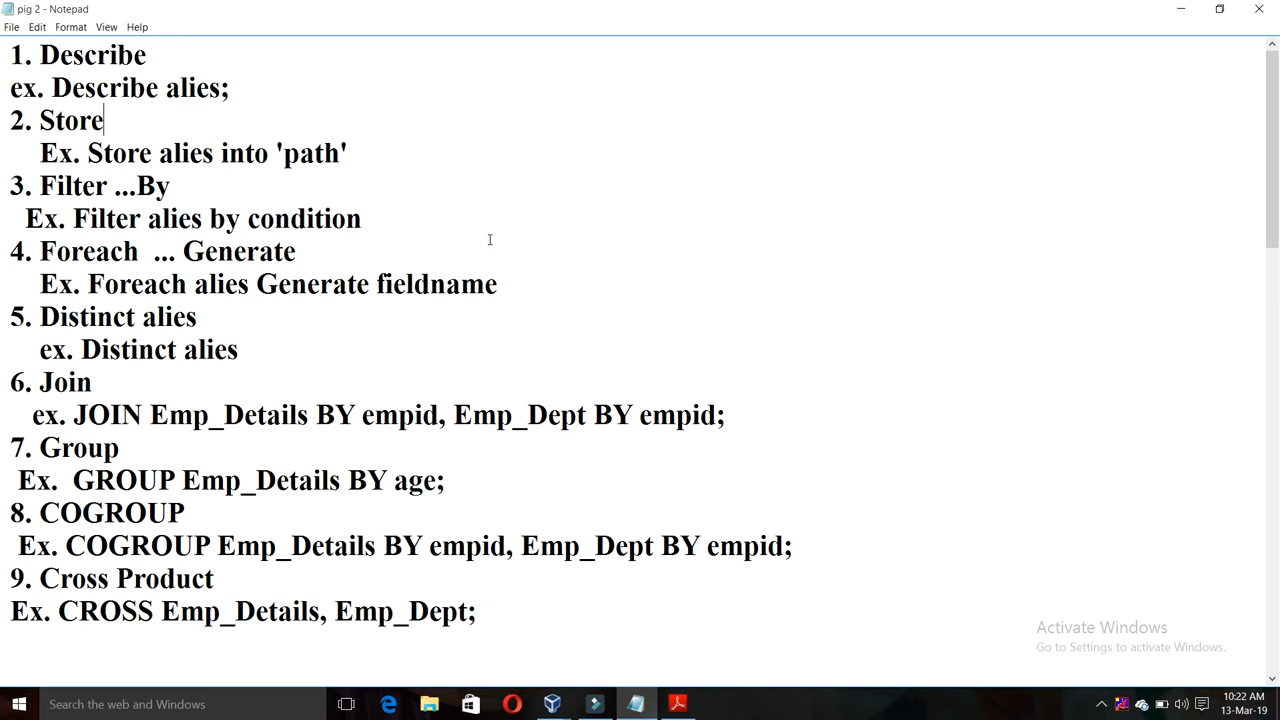 pig 2 - Notepad
File Edit Format View Help
1. Describe
ex. Describe alies;
2. Store
Ex. Store alies into 'path'
3. Filter ...By
Ex. Filter alies by condition
4. Foreach ... Generate
Ex. Foreach alies Generate fieldname
5. Distinct alies
ex. Distinct alies
6. Join
ex. JOIN Emp_Details BY empid, Emp_Dept BY empid;
7. Group
Ex. GROUP Emp_Details BY age;
8. COGROUP
Ex. COGROUP Emp_Details BY empid, Emp_Dept BY empid;
9. Cross Product
Ex. CROSS Emp_Details, Emp_Dept;
Activate Windows
Go to Settings to activate Windows.
Search the web and Windows
10:22 AM
13-Mar-19